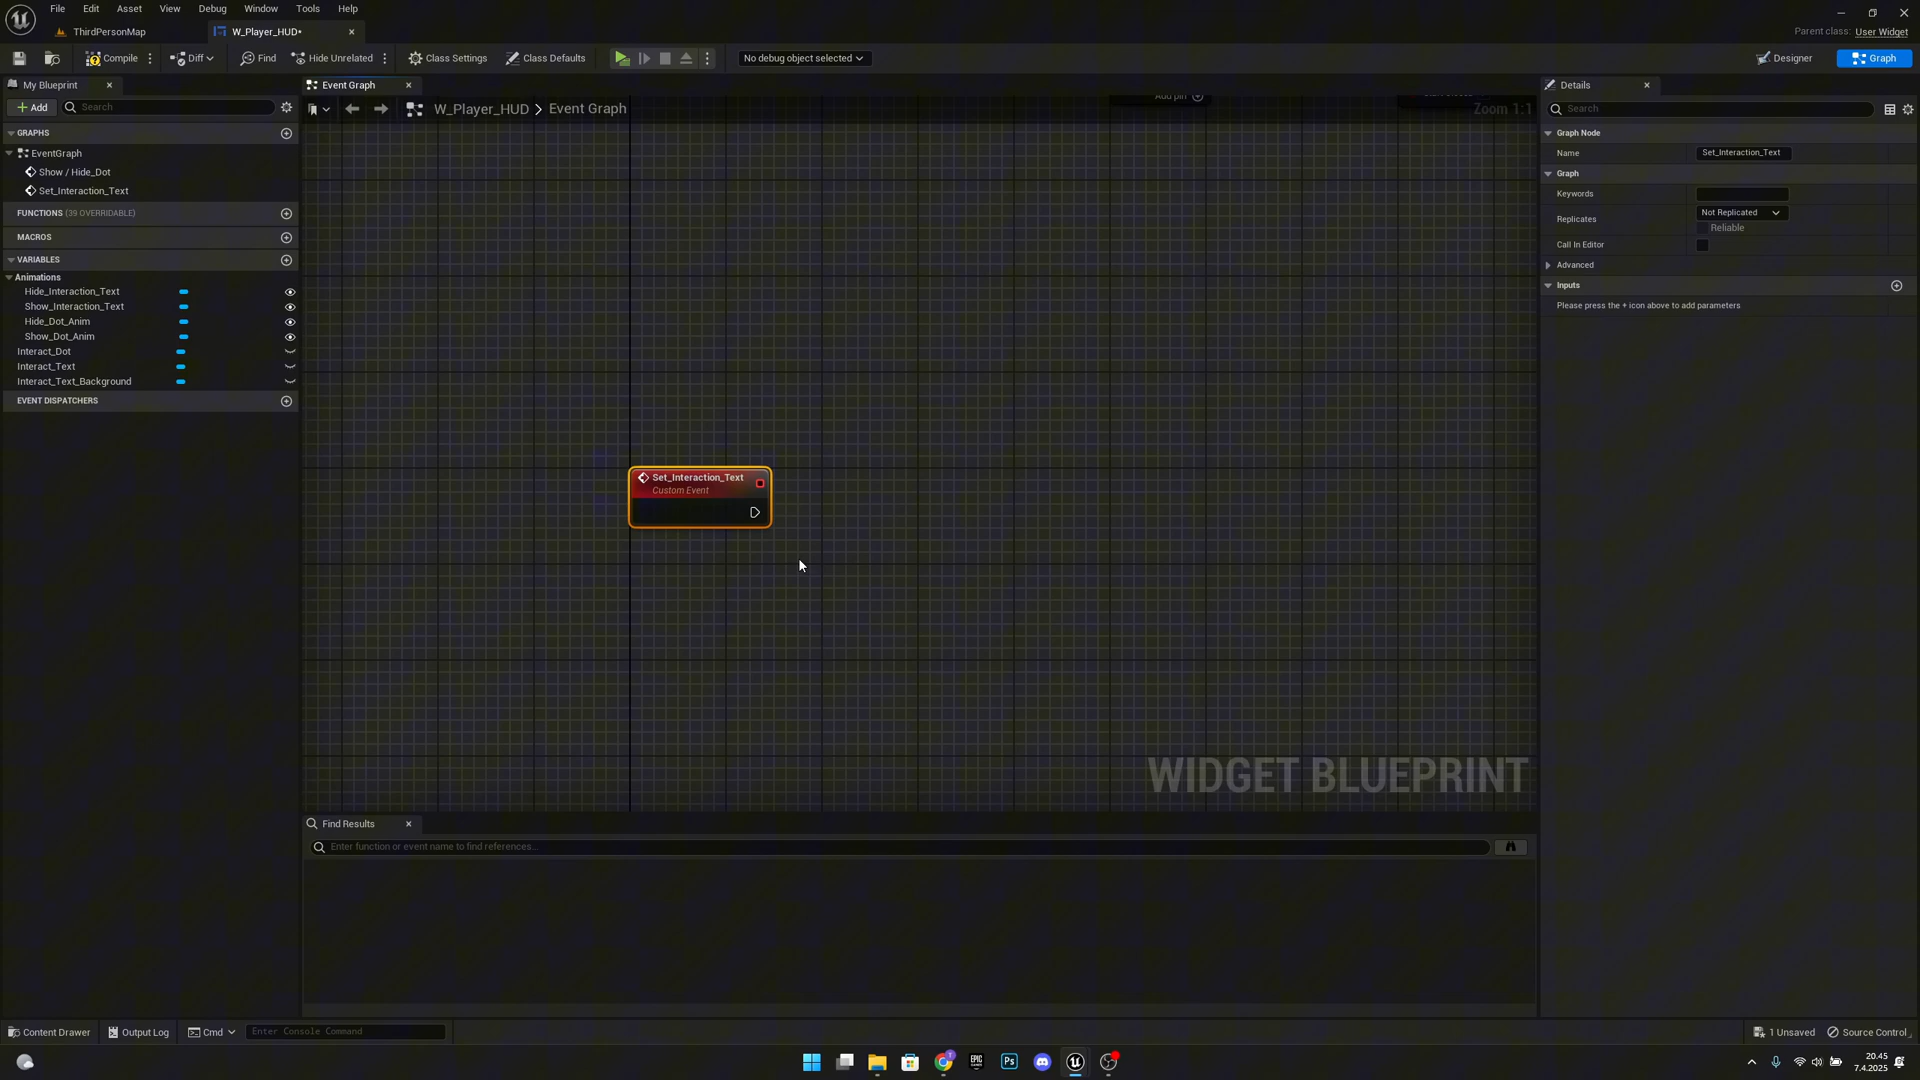 File Edit Asset View Debug Window Tools Help
ThirdPersonMap
W_Player_HUD*
Parent class: User Widget
Compile
Diff
Find
Hide Unrelated
Class Settings
Class Defaults
No debug object selected
Designer
Graph
My Blueprint
Event Graph
Details
Add
Search
W_Player_HUD > Event Graph
Add pin
Zoom 1:1
Search
GRAPHS
EventGraph
Show / Hide_Dot
Set_Interaction_Text
FUNCTIONS (39 OVERRIDABLE)
MACROS
VARIABLES
Animations
Hide_Interaction_Text
Show_Interaction_Text
Hide_Dot_Anim
Show_Dot_Anim
Interact_Dot
Interact_Text
Interact_Text_Background
EVENT DISPATCHERS
Set_Interaction_Text
Custom Event
WIDGET BLUEPRINT
Graph Node
Name Set_Interaction_Text
Graph
Keywords
Replicates Not Replicated
Reliable
Call In Editor
Advanced
Inputs
Please press the + icon above to add parameters
Find Results
Enter function or event name to find references...
Content Drawer
Output Log
Cmd
Enter Console Command
1 Unsaved
Source Control
EPIC
Ps
20.45
7.4.2025